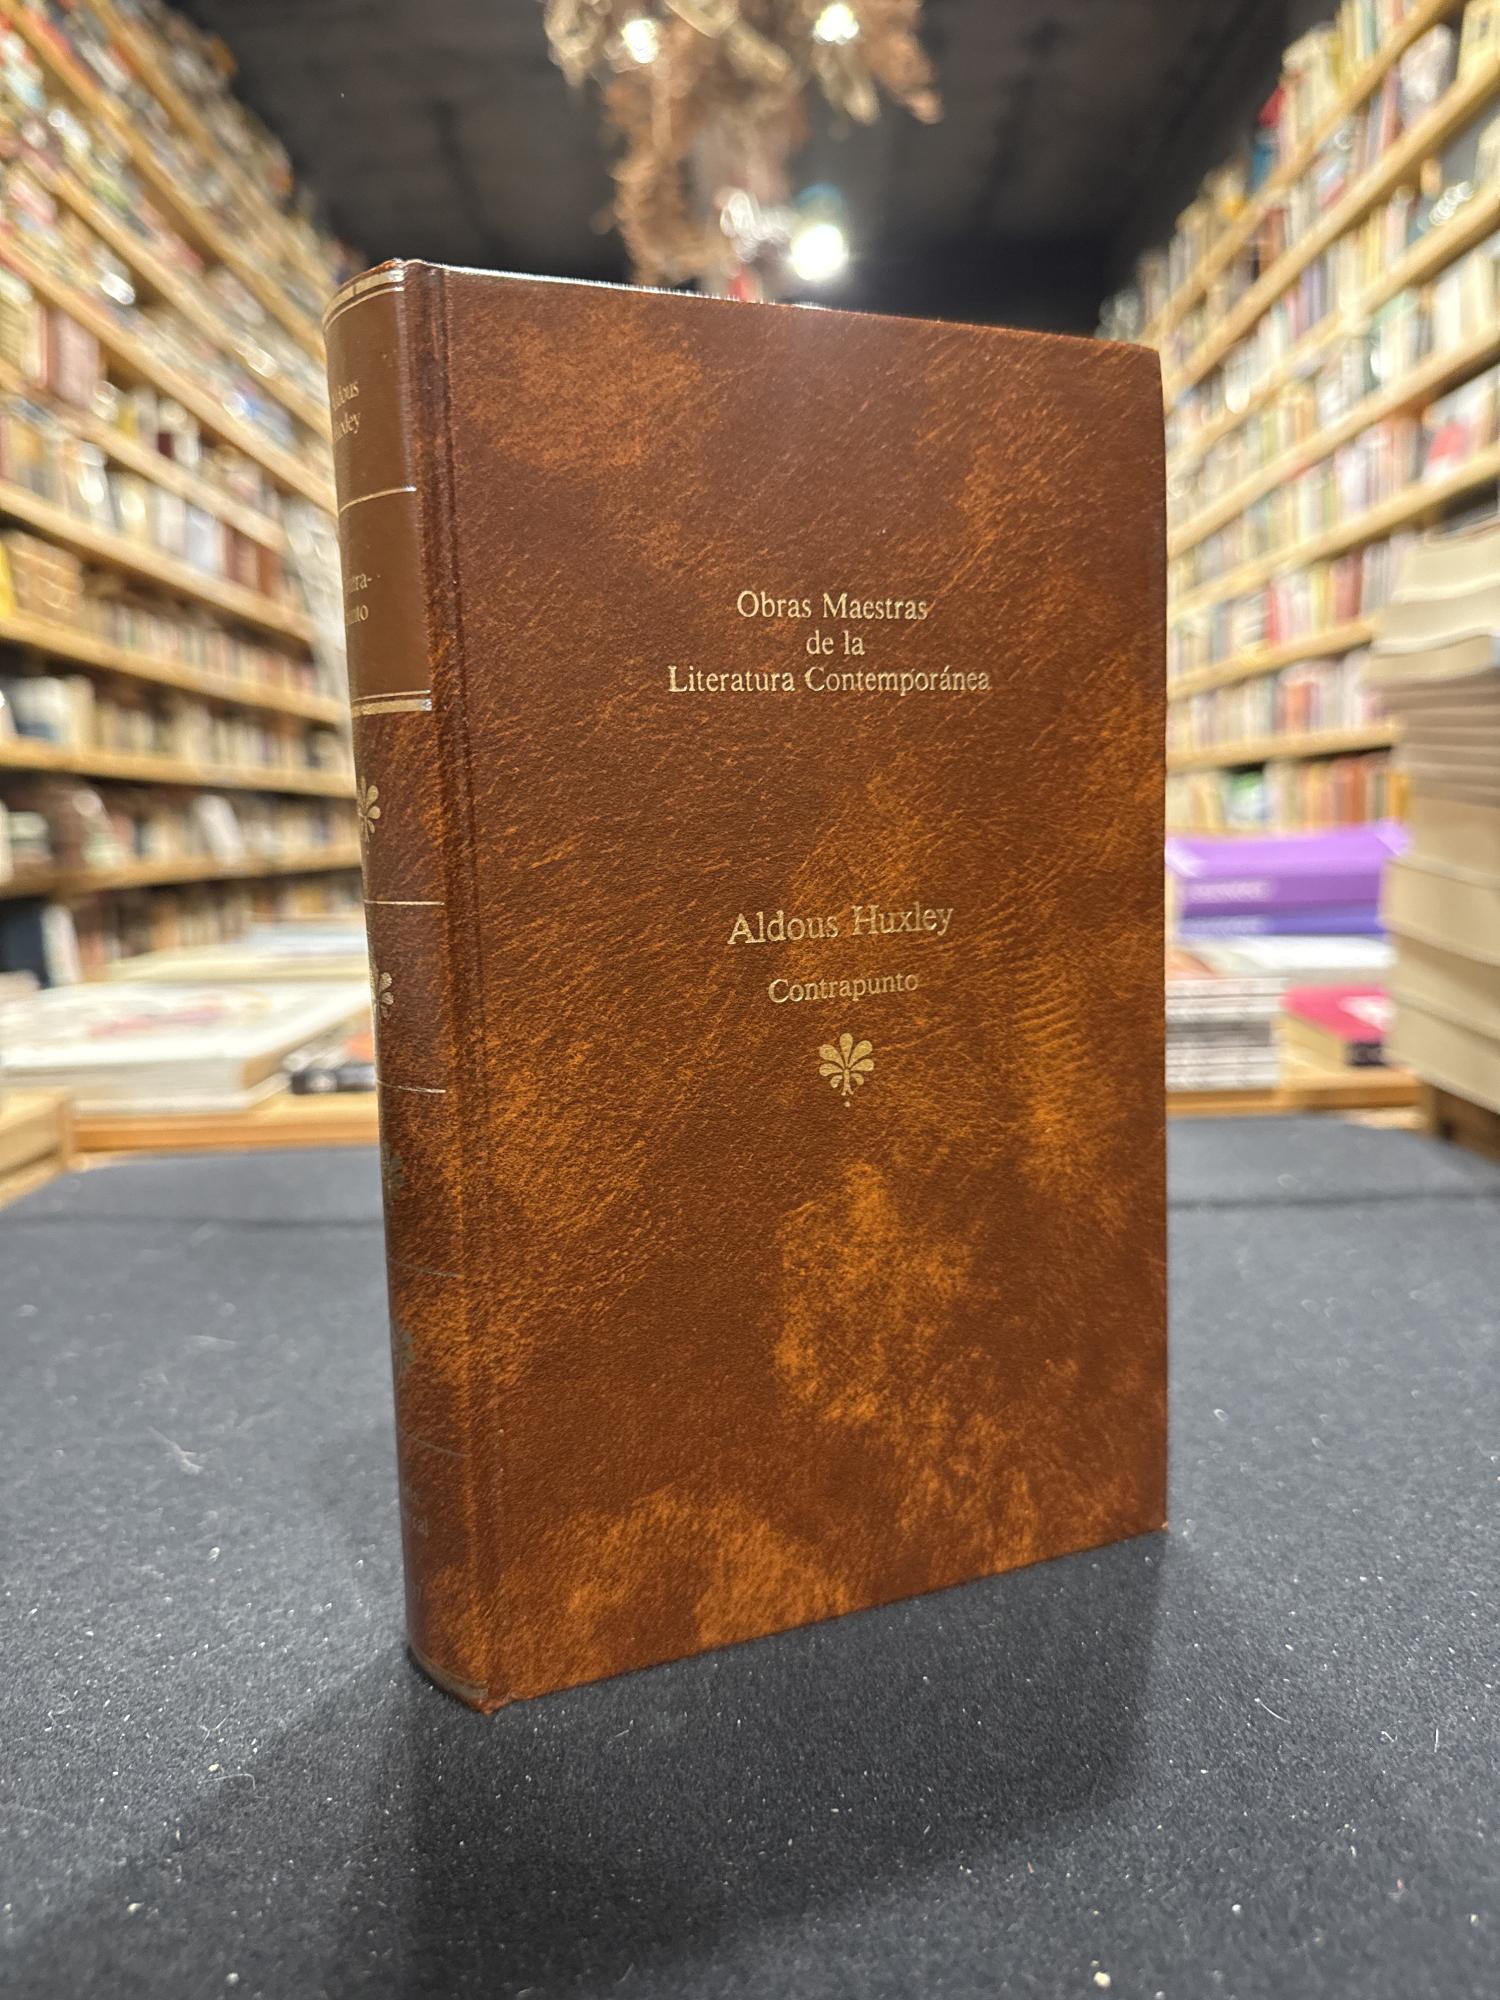 Obras Maestras
de la
Literatura Contemporánea
Aldous Huxley
Contrapunto